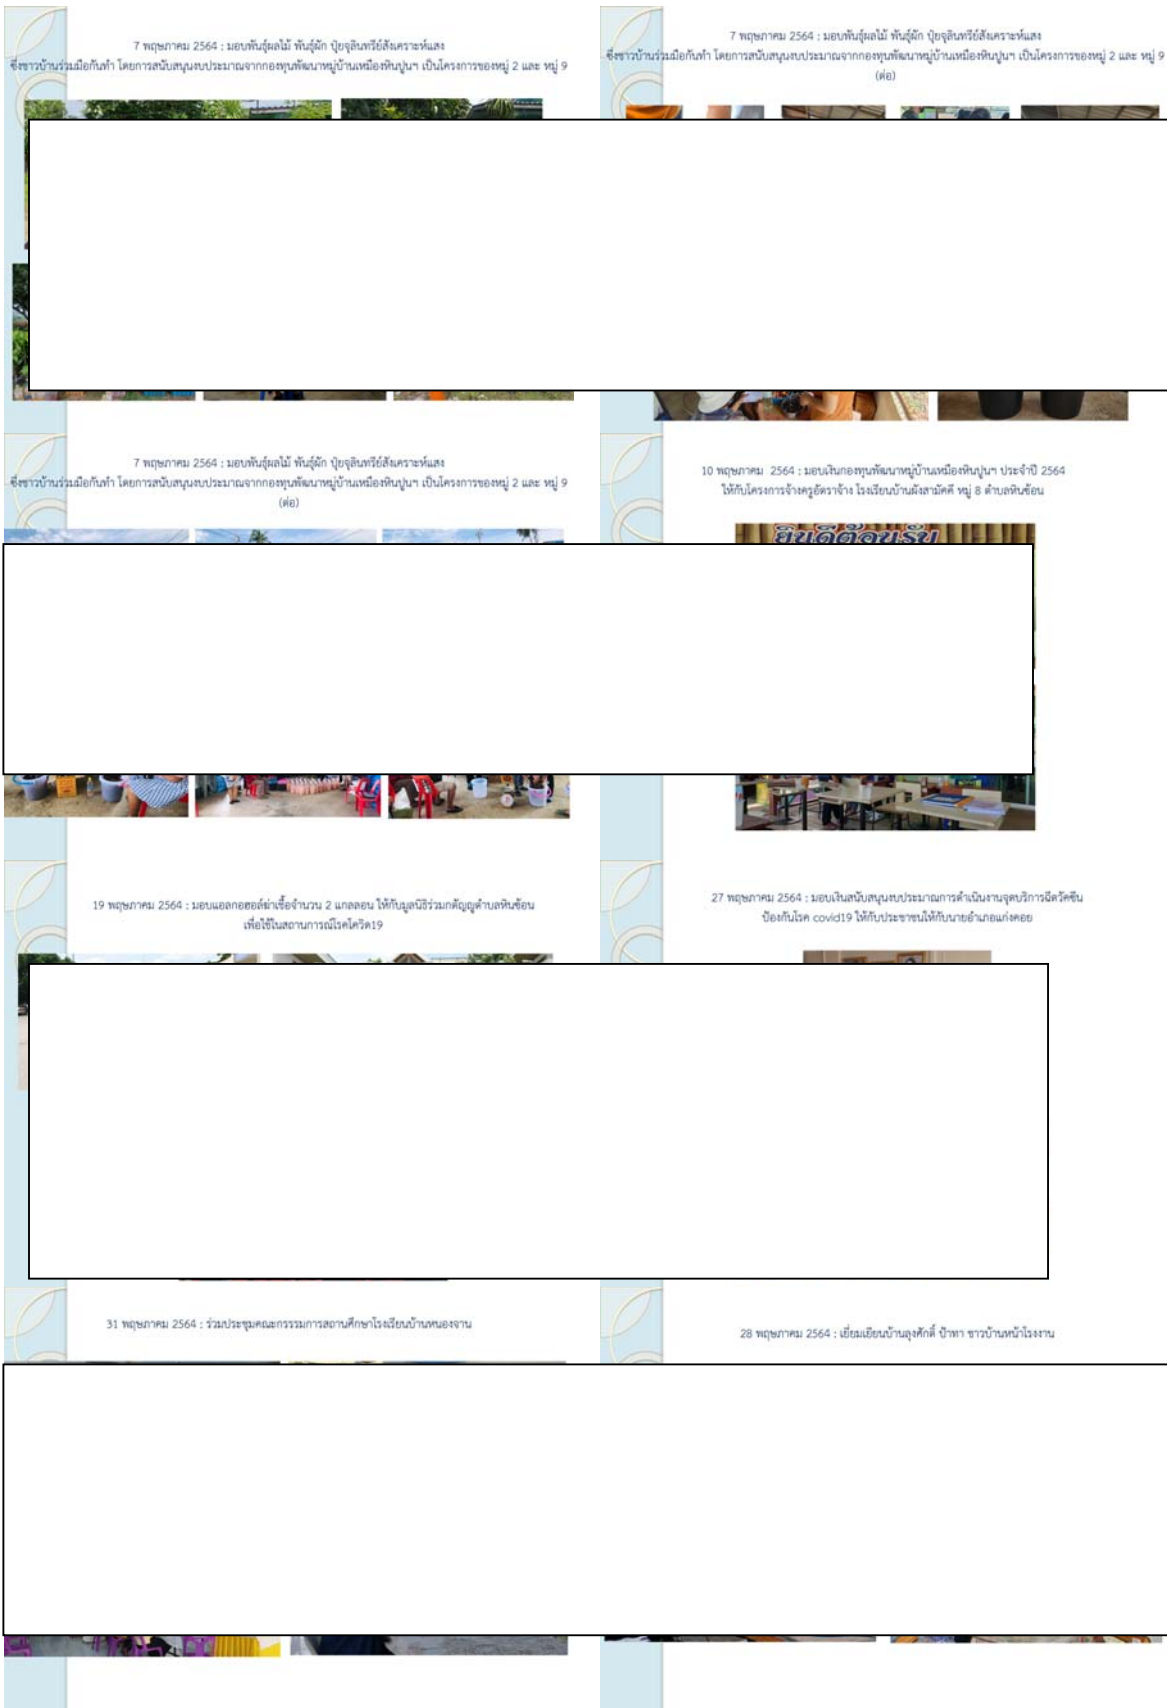 7 พฤษภาคม 2564 : มอบพันธุ์ผลไม้ พันธุ์ผัก ปุ๋ยจุลินทรีย์สังเคราะห์แสง
ซึ่งชาวบ้านร่วมมือกันทำ โดยการสนับสนุนงบประมาณจากกองทุนพัฒนาหมู่บ้านเหมืองหินปูนฯ เป็นโครงการของหมู่ 2 และ หมู่ 9
7 พฤษภาคม 2564 : มอบพันธุ์ผลไม้ พันธุ์ผัก ปุ๋ยจุลินทรีย์สังเคราะห์แสง
ซึ่งชาวบ้านร่วมมือกันทำ โดยการสนับสนุนงบประมาณจากกองทุนพัฒนาหมู่บ้านเหมืองหินปูนฯ เป็นโครงการของหมู่ 2 และ หมู่ 9
(ต่อ)
7 พฤษภาคม 2564 : มอบพันธุ์ผลไม้ พันธุ์ผัก ปุ๋ยจุลินทรีย์สังเคราะห์แสง
ซึ่งชาวบ้านร่วมมือกันทำ โดยการสนับสนุนงบประมาณจากกองทุนพัฒนาหมู่บ้านเหมืองหินปูนฯ เป็นโครงการของหมู่ 2 และ หมู่ 9
(ต่อ)
10 พฤษภาคม 2564 : มอบเงินกองทุนพัฒนาหมู่บ้านเหมืองหินปูนฯ ประจำปี 2564
ให้กับโครงการจ้างครูอัตราจ้าง โรงเรียนบ้านผังสามัคคี หมู่ 8 ตำบลหินซ้อน
ยินดีต้อนรับ
19 พฤษภาคม 2564 : มอบแอลกอฮอล์ฆ่าเชื้อจำนวน 2 แกลลอน ให้กับมูลนิธิร่วมกตัญญูตำบลหินซ้อน
เพื่อใช้ในสถานการณ์โรคโควิด19
27 พฤษภาคม 2564 : มอบเงินสนับสนุนงบประมาณการดำเนินงานจุดบริการฉีดวัคซีน
ป้องกันโรค covid19 ให้กับประชาชนให้กับนายอำเภอแก่งคอย
31 พฤษภาคม 2564 : ร่วมประชุมคณะกรรรมการสถานศึกษาโรงเรียนบ้านหนองจาน
28 พฤษภาคม 2564 : เยี่ยมเยียนบ้านลุงศักดิ์ ป้าทา ชาวบ้านหน้าโรงงาน